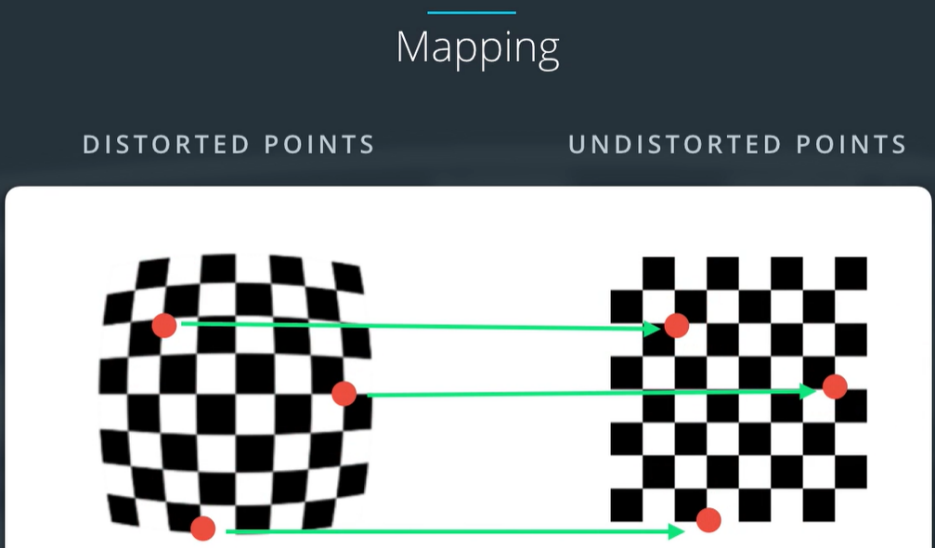 Mapping
DISTORTED POINTS
UNDISTORTED POINTS